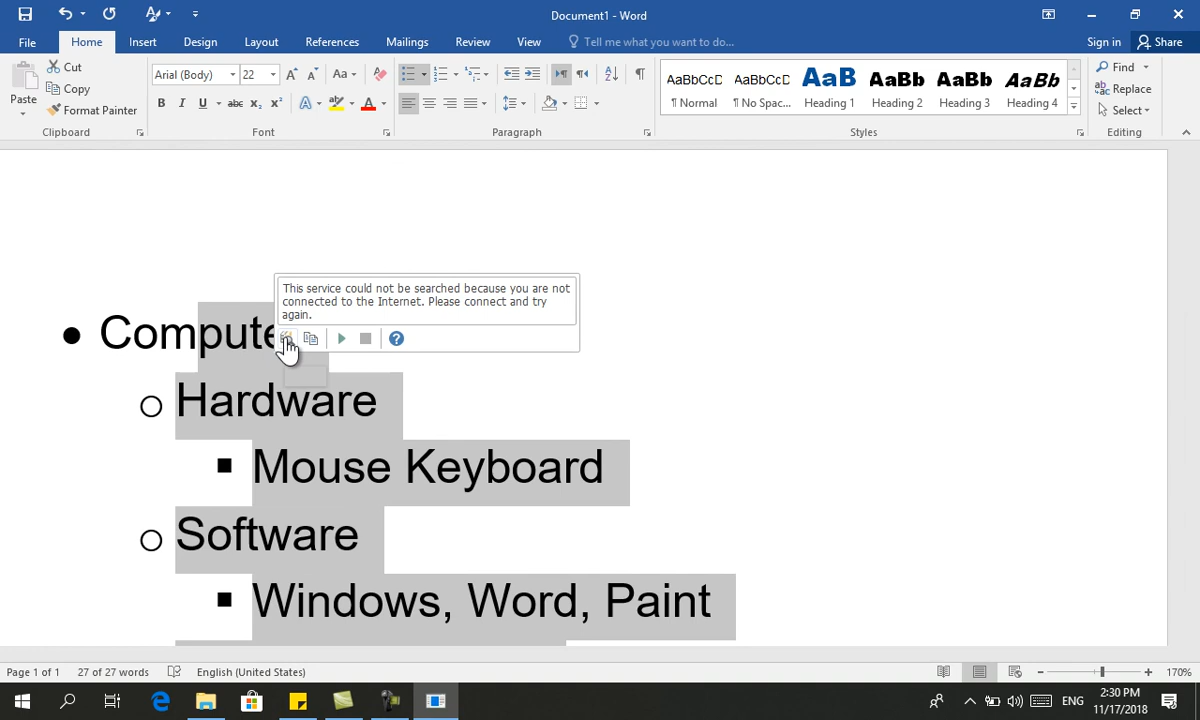 Document1 - Word
File Home Insert Design Layout References Mailings Review View Tell me what you want to do... Sign in Share
Paste
Cut
Copy
Format Painter
Clipboard
Arial (Body) 22 Aa
B I U abc x₂ x² A A
Font
Paragraph
AaBbCcD AaBbCcD AaB AaBb AaBb AaBb
¶ Normal ¶ No Spac... Heading 1 Heading 2 Heading 3 Heading 4
Styles
Find
Replace
Select
Editing
This service could not be searched because you are not
connected to the Internet. Please connect and try
again.
Compute
Hardware
Mouse Keyboard
Software
Windows, Word, Paint
Page 1 of 1 27 of 27 words English (United States) 170%
ENG 2:30 PM
11/17/2018